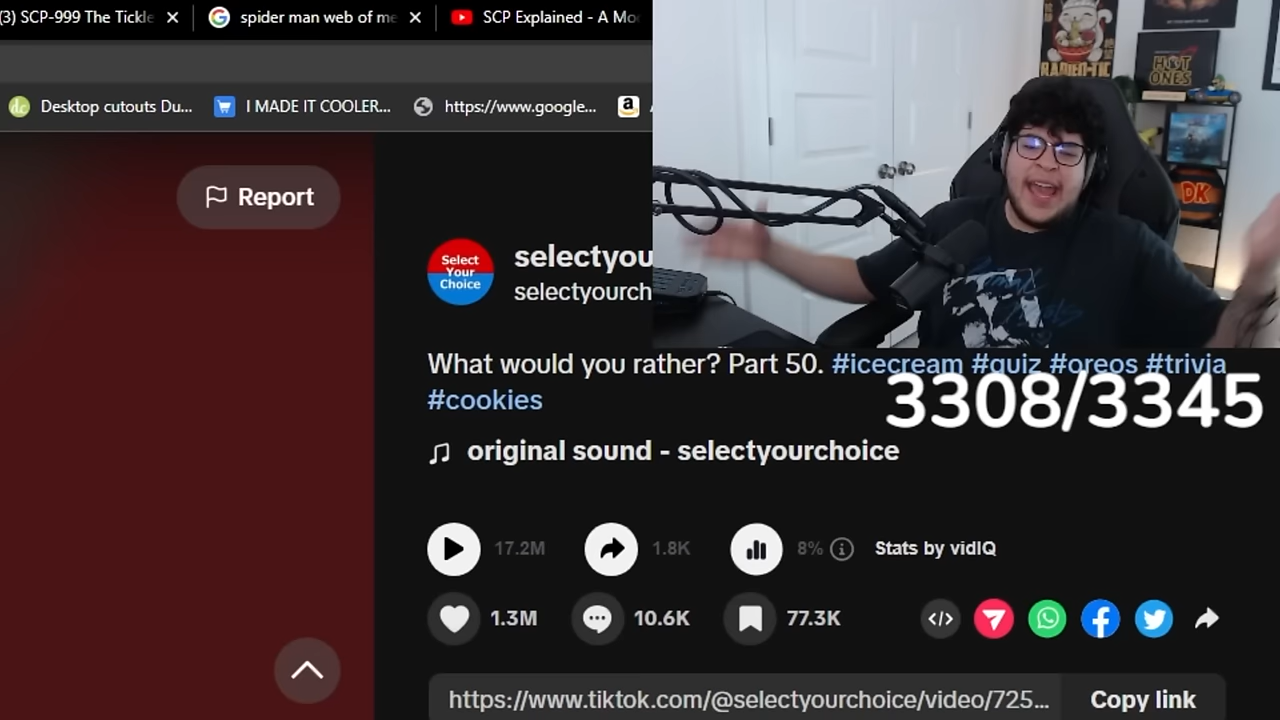 (3) SCP-999 The Tickle
spider man web of me
SCP Explained - A Mo
Desktop cutouts Du...
I MADE IT COOLER...
https://www.google...
Report
Select
Your
Choice
selectyou
selectyourch
What would you rather? Part 50. #icecream #quiz #oreos #trivia
#cookies
3308/3345
original sound - selectyourchoice
17.2M
1.8K
8%
Stats by vidIQ
1.3M
10.6K
77.3K
https://www.tiktok.com/@selectyourchoice/video/725...
Copy link
HOT
ONES
DK